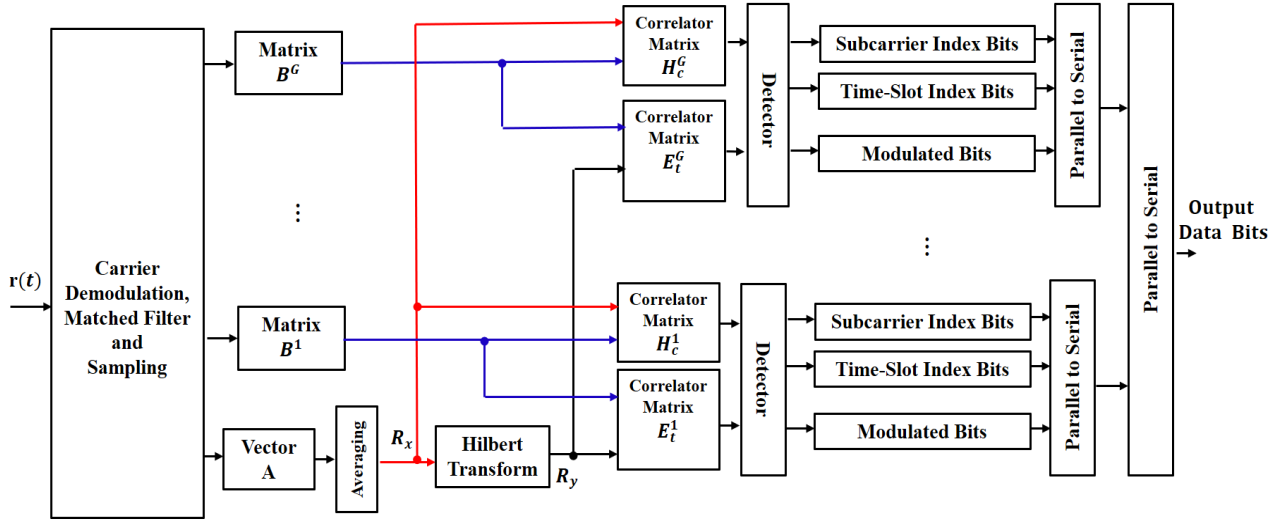 r(t)
Carrier
Demodulation,
Matched Filter
and
Sampling
Matrix
B^G
⋮
Matrix
B^1
Vector
A
Averaging
R_x
Hilbert
Transform
R_y
Correlator
Matrix
H_c^G
Correlator
Matrix
E_t^G
Detector
Subcarrier Index Bits
Time-Slot Index Bits
Modulated Bits
Parallel to Serial
⋮
Correlator
Matrix
H_c^1
Correlator
Matrix
E_t^1
Detector
Subcarrier Index Bits
Time-Slot Index Bits
Modulated Bits
Parallel to Serial
Parallel to Serial
Output
Data Bits